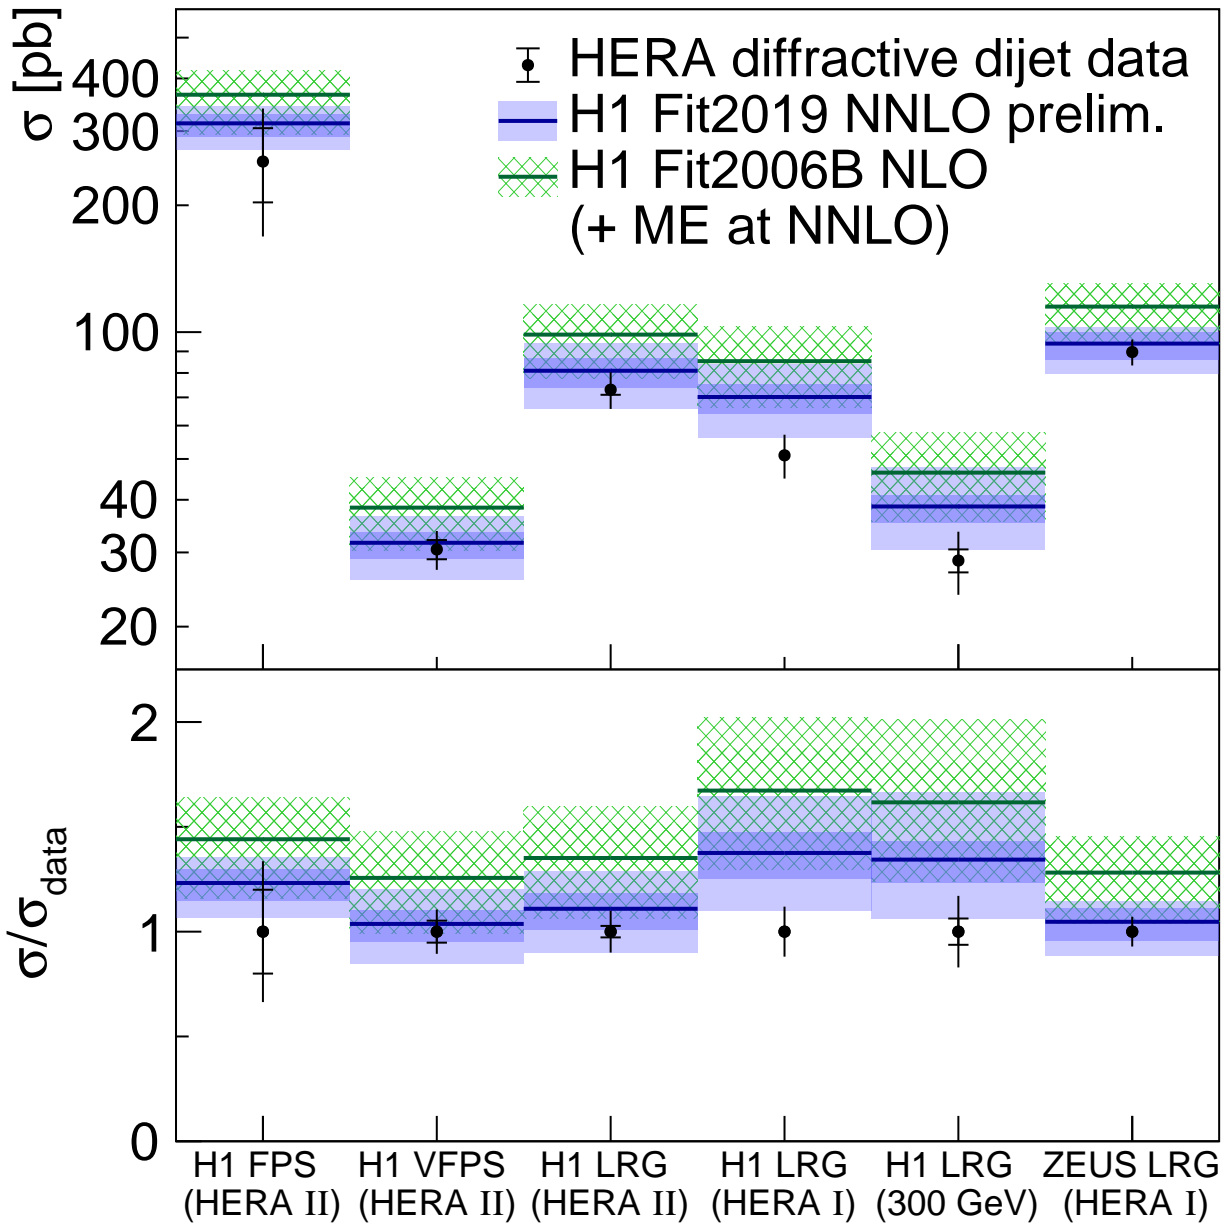 σ [pb]
HERA diffractive dijet data
H1 Fit2019 NNLO prelim.
H1 Fit2006B NLO
(+ ME at NNLO)
400
300
200
100
40
30
20
σ/σdata
2
1
0
H1 FPS
(HERA II)
H1 VFPS
(HERA II)
H1 LRG
(HERA II)
H1 LRG
(HERA I)
H1 LRG
(300 GeV)
ZEUS LRG
(HERA I)